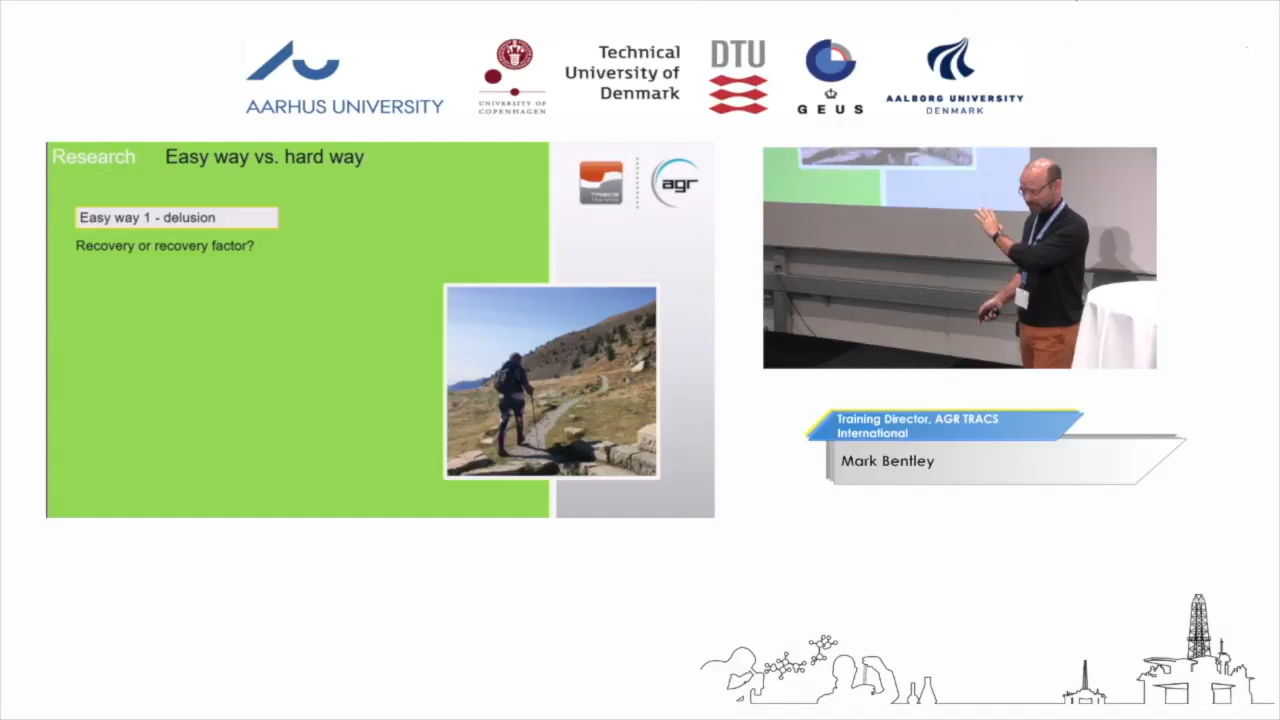 AARHUS UNIVERSITY
UNIVERSITY OF
COPENHAGEN
Technical
University of
Denmark
DTU
GEUS
AALBORG UNIVERSITY
DENMARK
Research Easy way vs. hard way
Easy way 1 - delusion
Recovery or recovery factor?
TRACS
agr
Training Director, AGR TRACS
International
Mark Bentley